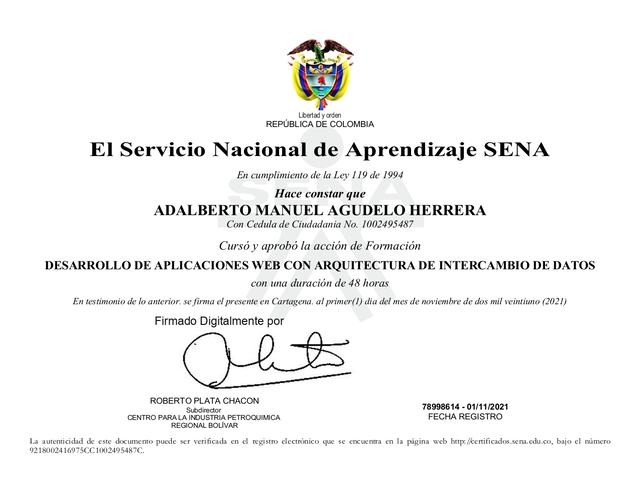 Libertad y orden
REPÚBLICA DE COLOMBIA
El Servicio Nacional de Aprendizaje SENA
En cumplimiento de la Ley 119 de 1994
SENA
Hace constar que
ADALBERTO MANUEL AGUDELO HERRERA
Con Cedula de Ciudadania No. 1002495487
Cursó y aprobó la acción de Formación
DESARROLLO DE APLICACIONES WEB CON ARQUITECTURA DE INTERCAMBIO DE DATOS
con una duración de 48 horas
En testimonio de lo anterior. se firma el presente en Cartagena. al primer(1) día del mes de noviembre de dos mil veintiuno (2021)
Firmado Digitalmente por
ROBERTO PLATA CHACON
Subdirector
CENTRO PARA LA INDUSTRIA PETROQUIMICA
REGIONAL BOLÍVAR
78998614 - 01/11/2021
FECHA REGISTRO
La autenticidad de este documento puede ser verificada en el registro electrónico que se encuentra en la página web http://certificados.sena.edu.co, bajo el número
9218002416975CC1002495487C.